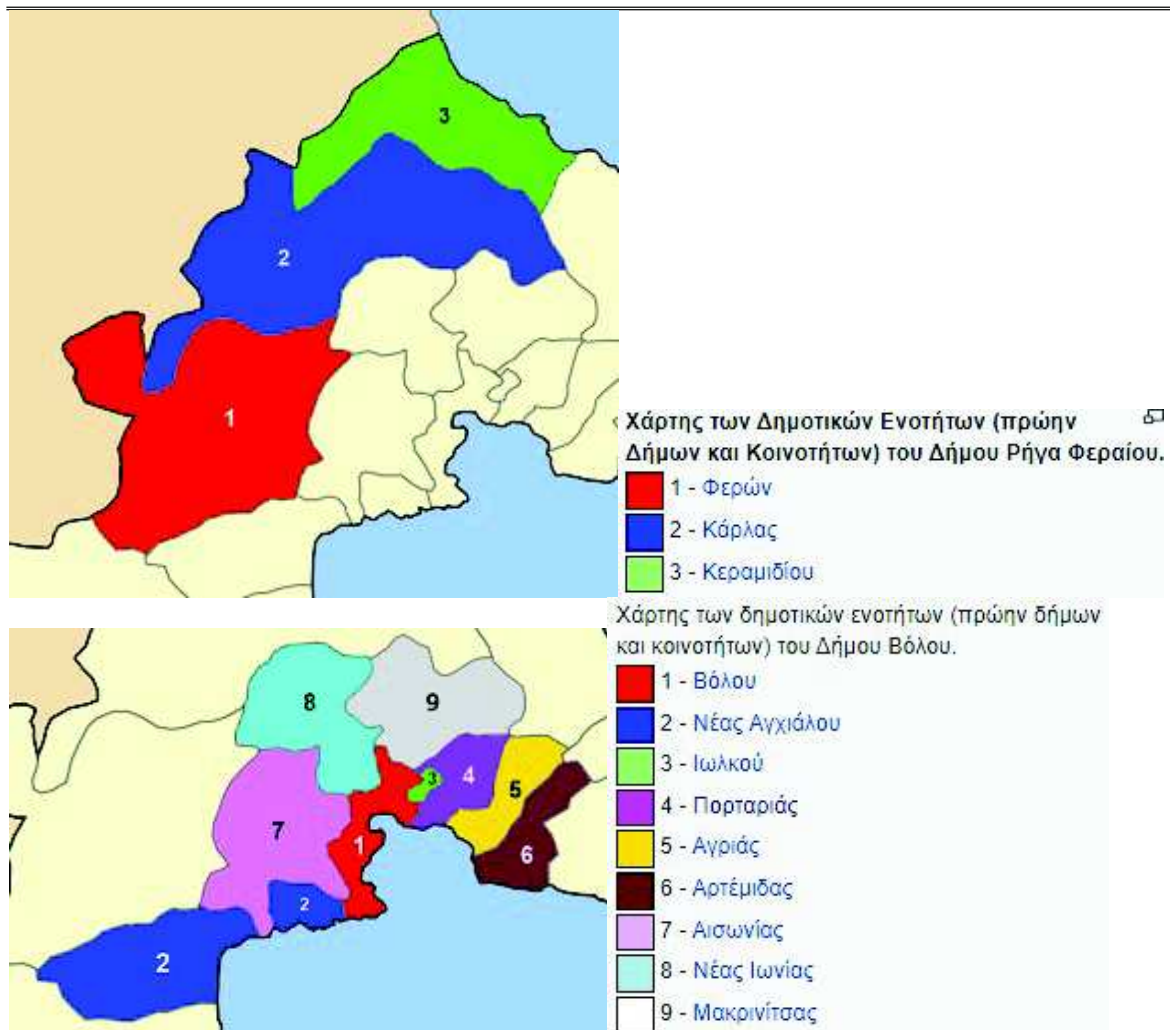 3
2
1
Χάρτης των Δημοτικών Ενοτήτων (πρώην
Δήμων και Κοινοτήτων) του Δήμου Ρήγα Φεραίου.
1 - Φερών
2 - Κάρλας
3 - Κεραμιδίου
Χάρτης των δημοτικών ενοτήτων (πρώην δήμων
και κοινοτήτων) του Δήμου Βόλου.
8
9
3
4
5
7
1
6
2
2
1 - Βόλου
2 - Νέας Αγχιάλου
3 - Ιωλκού
4 - Πορταριάς
5 - Αγριάς
6 - Αρτέμιδας
7 - Αισωνίας
8 - Νέας Ιωνίας
9 - Μακρινίτσας